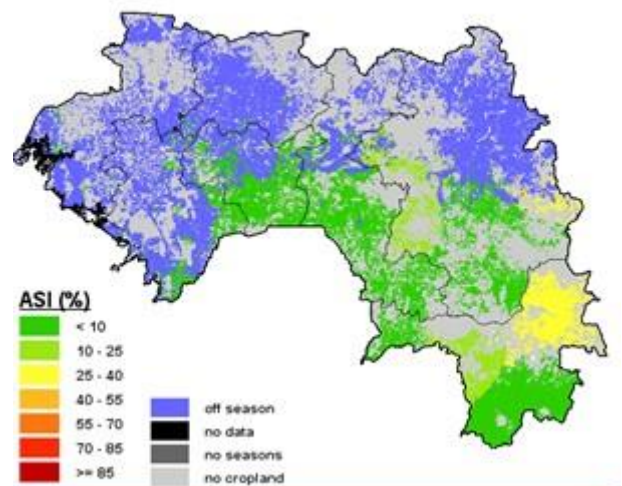 ASI (%)
< 10
10 - 25
25 - 40
40 - 55
55 - 70
70 - 85
>= 85
off season
no data
no seasons
no cropland